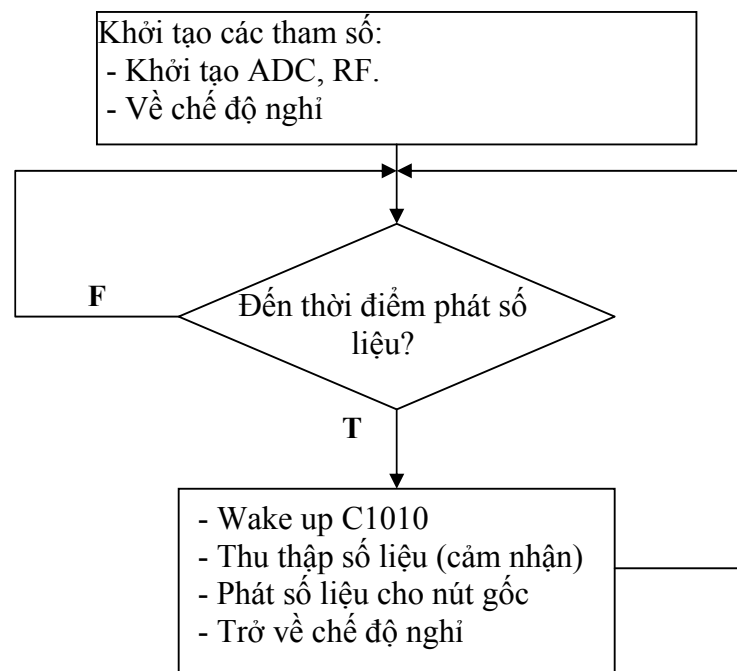 Khởi tạo các tham số:
- Khởi tạo ADC, RF.
- Về chế độ nghỉ
F
Đến thời điểm phát số
liệu?
T
- Wake up C1010
- Thu thập số liệu (cảm nhận)
- Phát số liệu cho nút gốc
- Trở về chế độ nghỉ